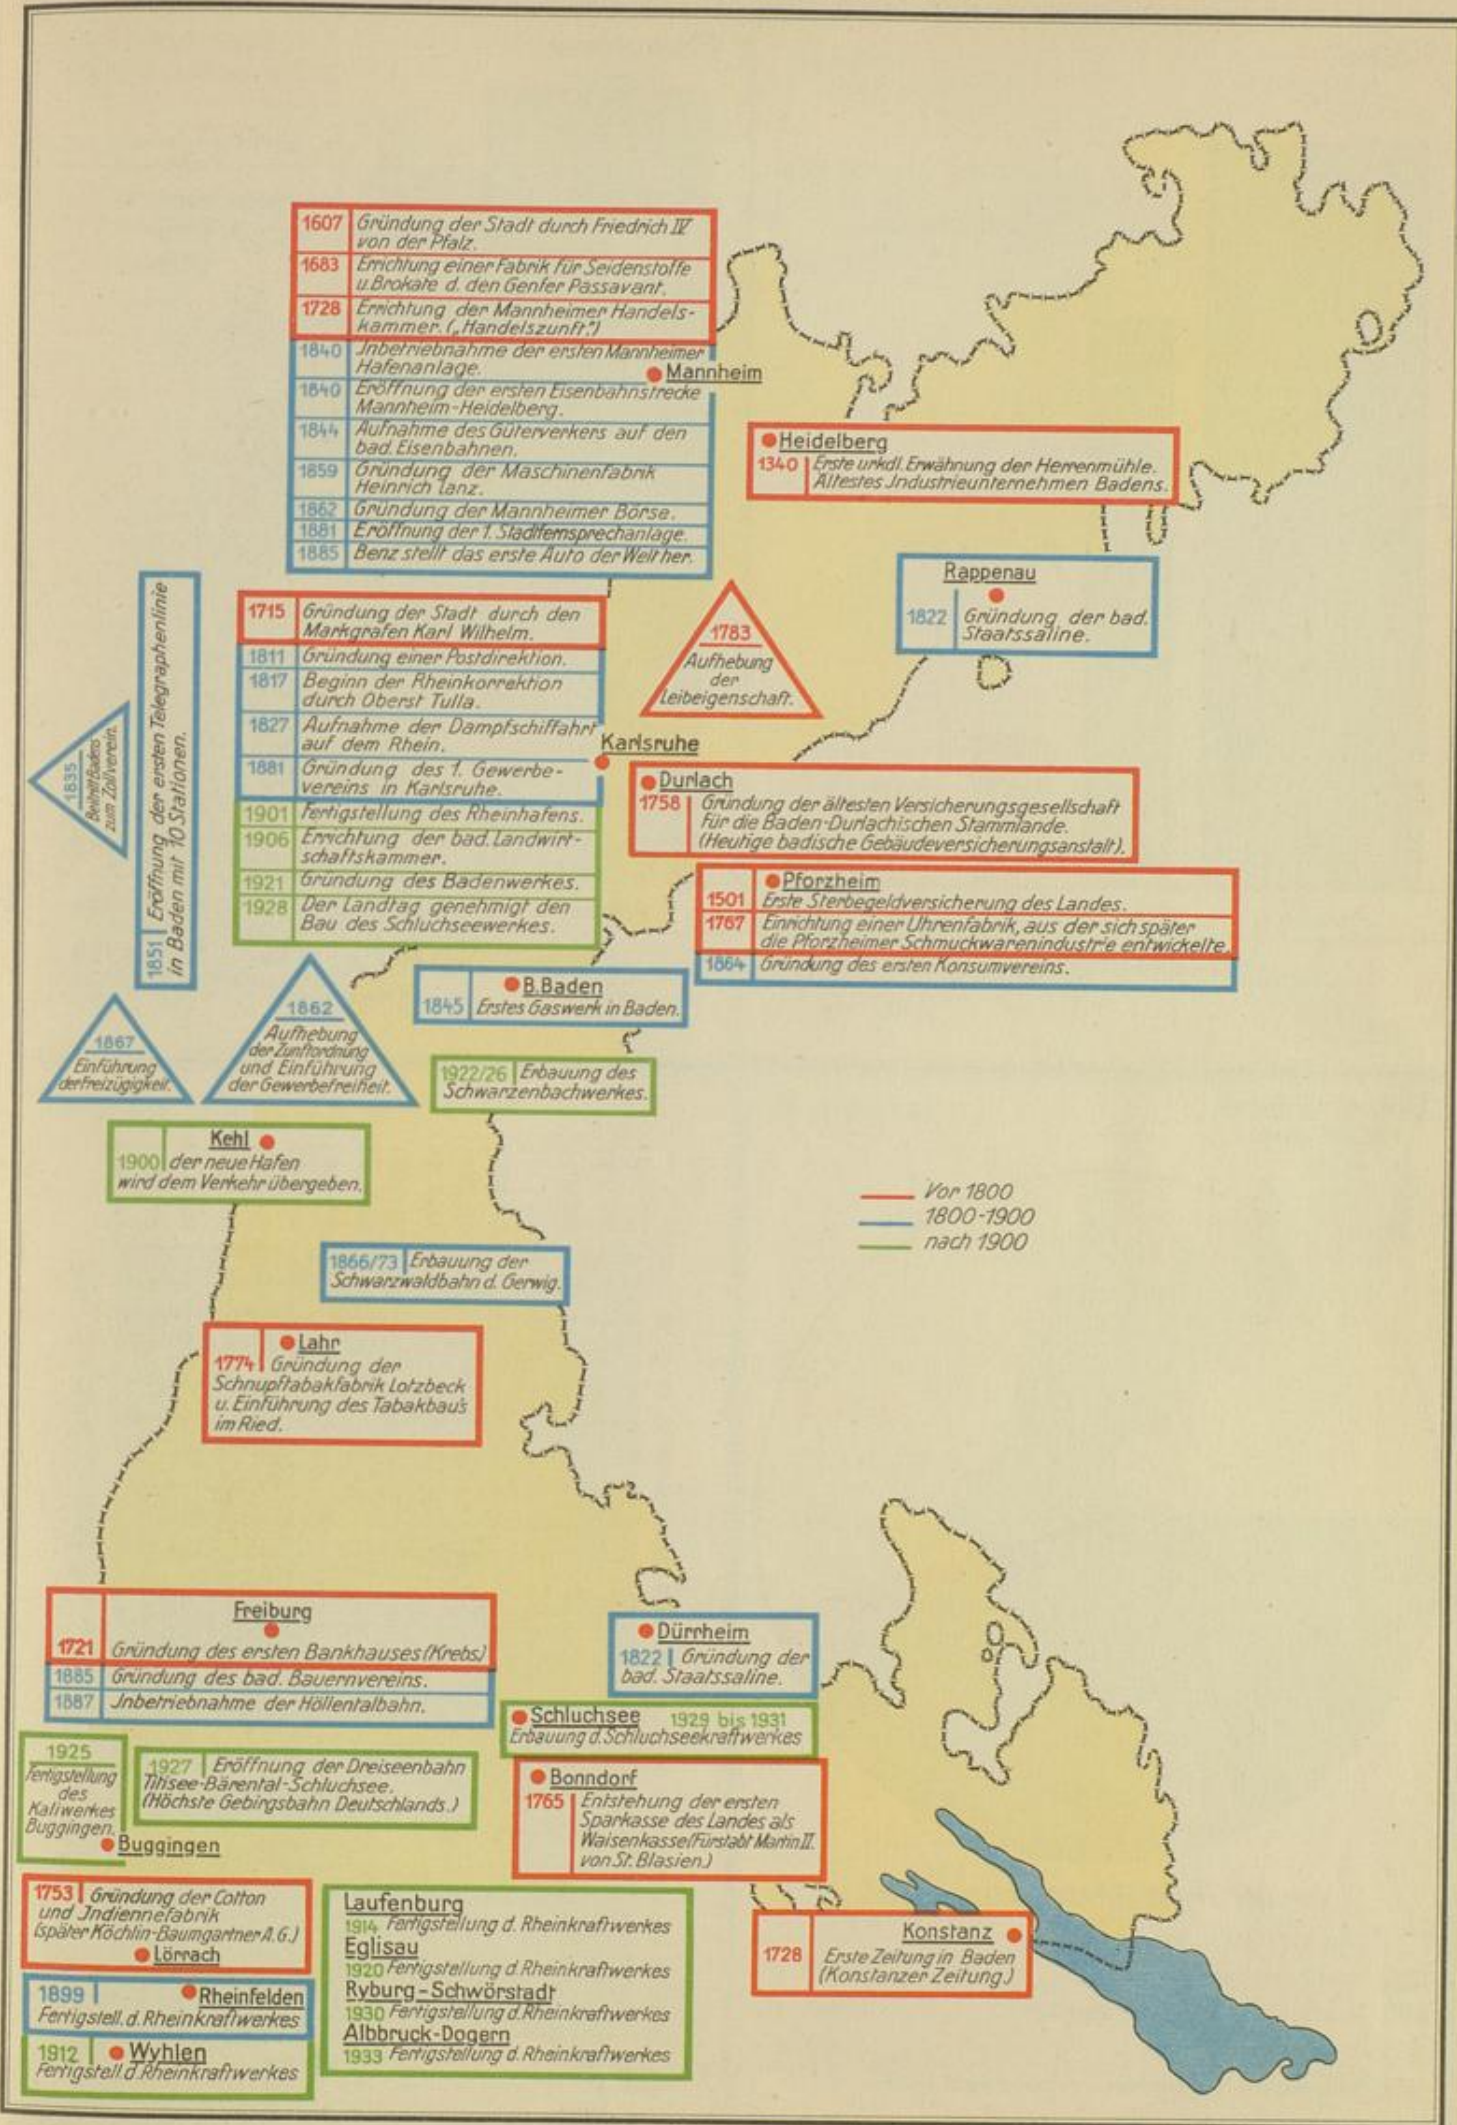 1607 Gründung der Stadt durch Friedrich IV
von der Pfalz.
1683 Errichtung einer Fabrik für Seidenstoffe
u. Brokate d. den Genfer Passavant.
1728 Errichtung der Mannheimer Handels-
kammer. („Handelszunft“)
1840 Jnbetriebnahme der ersten Mannheimer
Hafenanlage.
Mannheim
1840 Eröffnung der ersten Eisenbahnstrecke
Mannheim-Heidelberg.
1844 Aufnahme des Güterverkers auf den
bad. Eisenbahnen.
1859 Gründung der Maschinenfabrik
Heinrich Lanz.
1862 Gründung der Mannheimer Börse.
1881 Eröffnung der 1. Stadtfernsprechanlage.
1885 Benz stellt das erste Auto der Welt her.
Heidelberg
1340 Erste urkdl. Erwähnung der Herrenmühle.
Ältestes Jndustrieunternehmen Badens.
Rappenau
1822 Gründung der bad.
Staatssaline.
1783
Aufhebung
der
Leibeigenschaft.
1715 Gründung der Stadt durch den
Markgrafen Karl Wilhelm.
1811 Gründung einer Postdirektion.
1817 Beginn der Rheinkorrektion
durch Oberst Tulla.
1827 Aufnahme der Dampfschiffahrt
auf dem Rhein.
Karlsruhe
1881 Gründung des 1. Gewerbe-
vereins in Karlsruhe.
1901 Fertigstellung des Rheinhafens.
1906 Errichtung der bad. Landwirt-
schaftskammer.
1921 Gründung des Badenwerkes.
1928 Der Landtag genehmigt den
Bau des Schluchseewerkes.
1851 Eröffnung der ersten Telegraphenlinie
in Baden mit 10 Stationen.
1835
Beitritt Badens
zum Zollverein.
Durlach
1758 Gründung der ältesten Versicherungsgesellschaft
für die Baden-Durlachischen Stammlande.
(Heutige badische Gebäudeversicherungsanstalt).
Pforzheim
1501 Erste Sterbegeldversicherung des Landes.
1767 Einrichtung einer Uhrenfabrik, aus der sich später
die Pforzheimer Schmuckwarenindustrie entwickelte.
1864 Gründung des ersten Konsumvereins.
B.Baden
1845 Erstes Gaswerk in Baden.
1862
Aufhebung
der Zunftordnung
und Einführung
der Gewerbefreiheit.
1867
Einführung
der Freizügigkeit.
1922/26 Erbauung des
Schwarzenbachwerkes.
Kehl
1900 der neue Hafen
wird dem Verkehr übergeben.
Vor 1800
1800-1900
nach 1900
1866/73 Erbauung der
Schwarzwaldbahn d. Gerwig.
Lahr
1774 Gründung der
Schnupftabakfabrik Lotzbeck
u. Einführung des Tabakbau's
im Ried.
Freiburg
1721 Gründung des ersten Bankhauses (Krebs)
1885 Gründung des bad. Bauernvereins.
1887 Jnbetriebnahme der Höllentalbahn.
Dürrheim
1822 Gründung der
bad. Staatssaline.
Schluchsee 1929 bis 1931
Erbauung d. Schluchseekraftwerkes
1925
Fertigstellung
des
Kaliwerkes
Buggingen.
Buggingen
1927 Eröffnung der Dreiseenbahn
Titisee-Bärental-Schluchsee.
(Höchste Gebirgsbahn Deutschlands.)
Bonndorf
1765 Entstehung der ersten
Sparkasse des Landes als
Waisenkasse (Fürstabt Martin II.
von St. Blasien.)
1753 Gründung der Cotton
und Jndiennefabrik
(später Köchlin-Baumgartner A.G.)
Lörrach
1899 Rheinfelden
Fertigstell. d. Rheinkraftwerkes
1912 Wyhlen
Fertigstell. d. Rheinkraftwerkes
Laufenburg
1914 Fertigstellung d. Rheinkraftwerkes
Eglisau
1920 Fertigstellung d. Rheinkraftwerkes
Ryburg-Schwörstadt
1930 Fertigstellung d. Rheinkraftwerkes
Albbruck-Dogern
1933 Fertigstellung d. Rheinkraftwerkes
Konstanz
1728 Erste Zeitung in Baden
(Konstanzer Zeitung.)